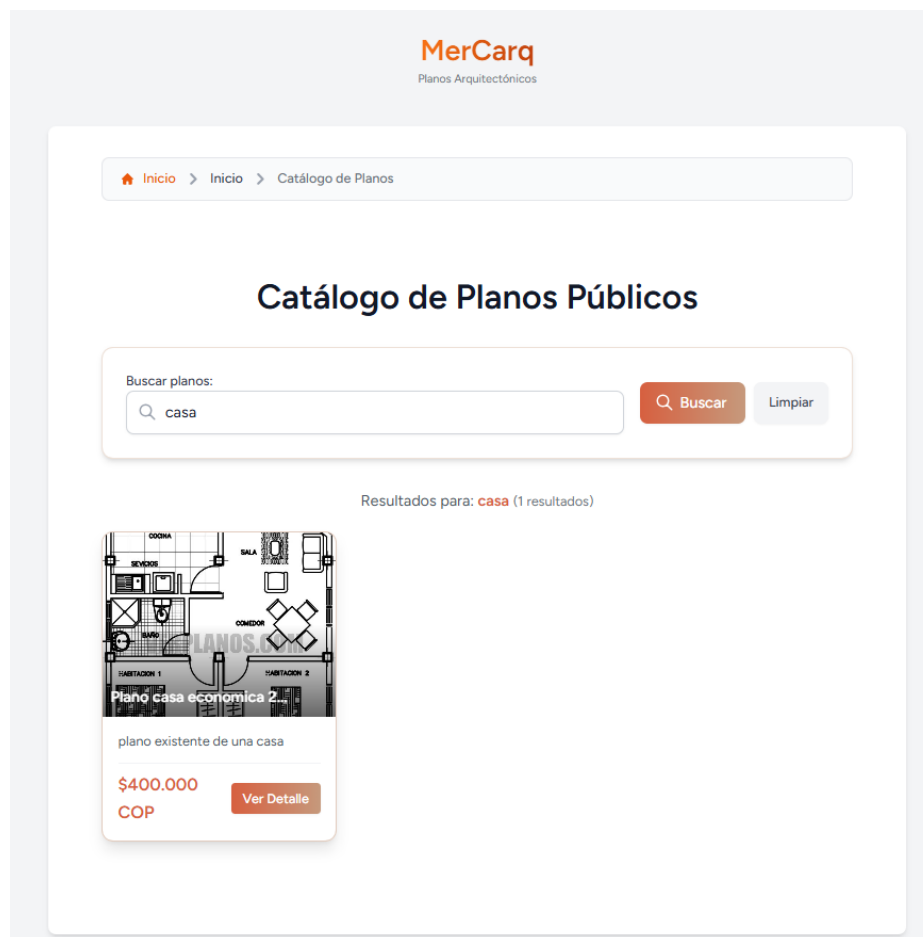 MerCarq
Planos Arquitectónicos
Inicio Inicio Catálogo de Planos
Catálogo de Planos Públicos
Buscar planos:
casa
Buscar
Limpiar
Resultados para: casa (1 resultados)
COCINA
SALA
SEVICIOS
COMEDOR
BAÑO
PLANOS.COM
HABITACION 1
HABITACION 2
Plano casa economica 2...
plano existente de una casa
$400.000
COP
Ver Detalle